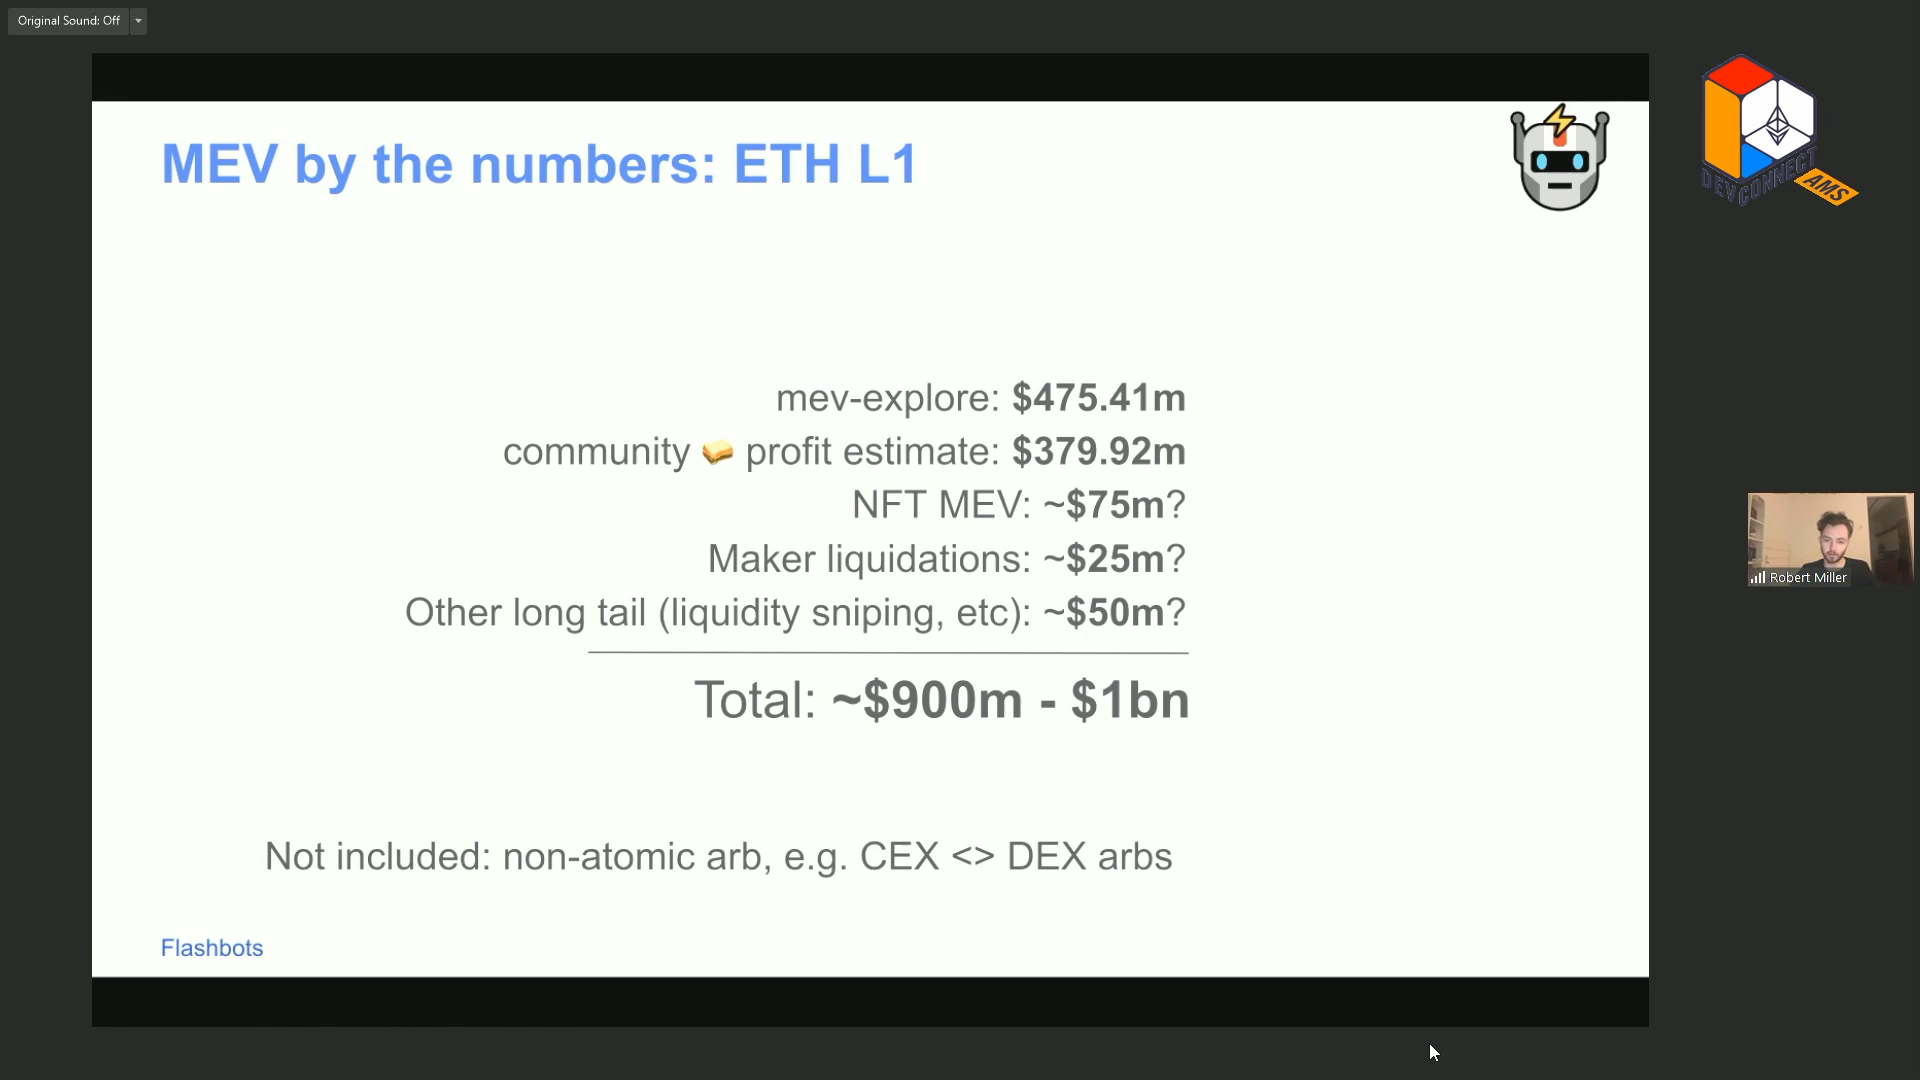 Original Sound: Off
MEV by the numbers: ETH L1
DEVCONNECT
AMS
mev-explore: $475.41m
community 🧈 profit estimate: $379.92m
NFT MEV: ~$75m?
Maker liquidations: ~$25m?
Other long tail (liquidity sniping, etc): ~$50m?
Total: ~$900m - $1bn
Robert Miller
Not included: non-atomic arb, e.g. CEX <> DEX arbs
Flashbots